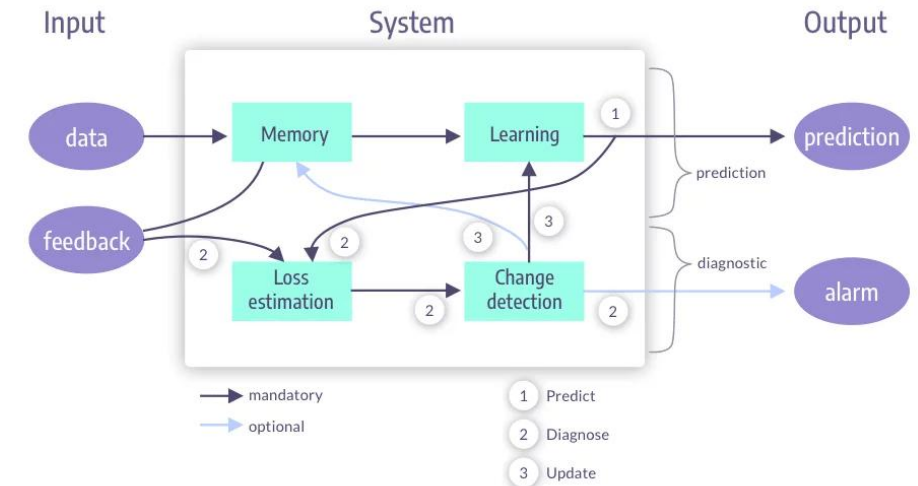 Input
System
Output
data
Memory
Learning
1
prediction
prediction
feedback
2
2
3
3
Loss
estimation
2
Change
detection
2
diagnostic
alarm
mandatory
optional
1 Predict
2 Diagnose
3 Update